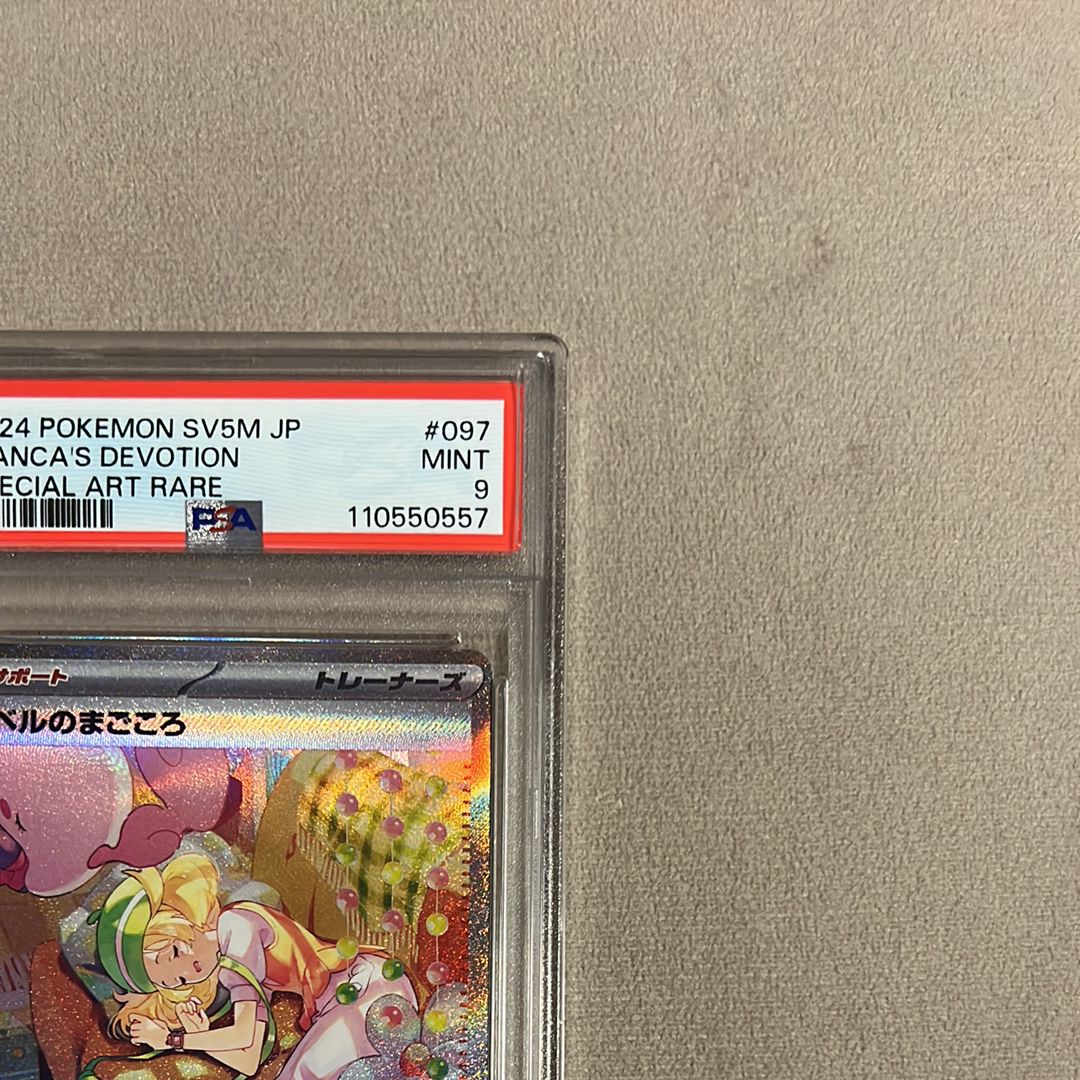 24 POKEMON SV5M JP #097
ANCA'S DEVOTION MINT
ECIAL ART RARE 9
PSA 110550557
サポート トレーナーズ
ベルのまごころ